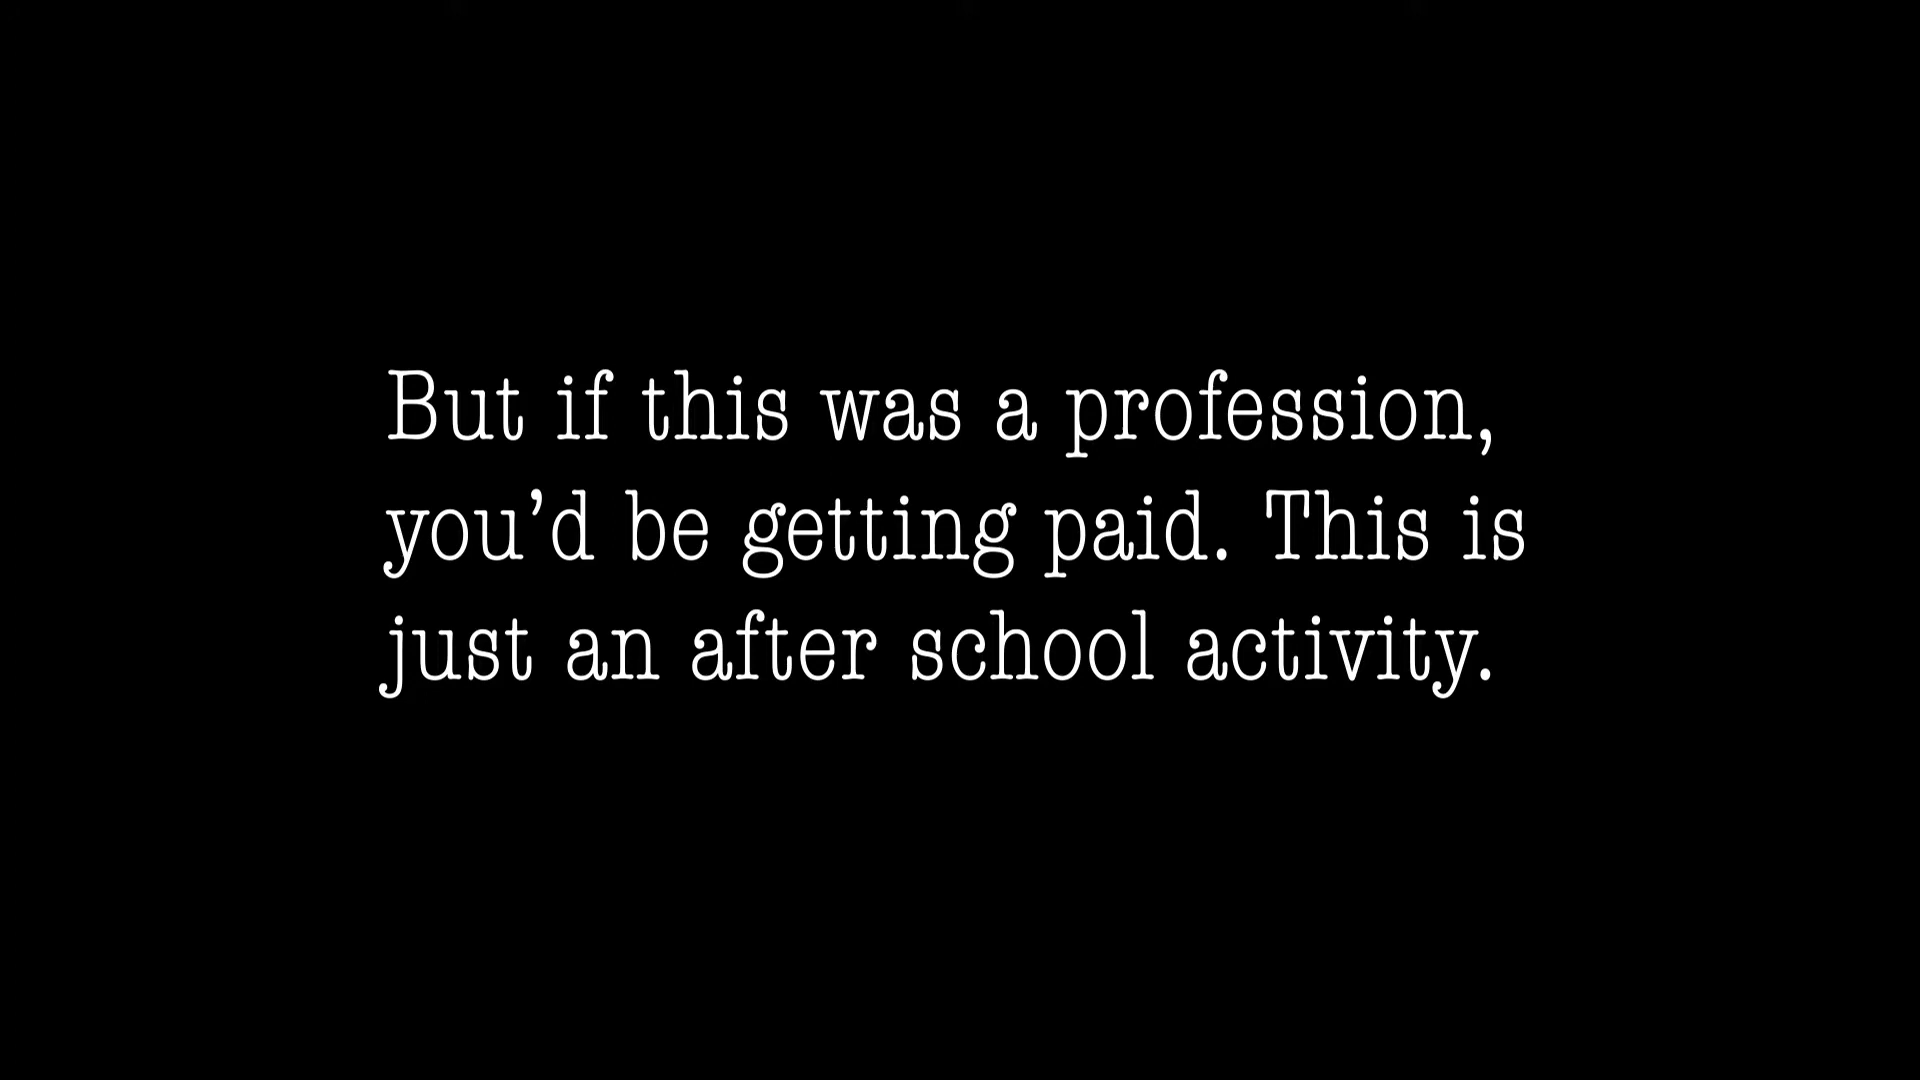 But if this was a profession,
you’d be getting paid. This is
just an after school activity.